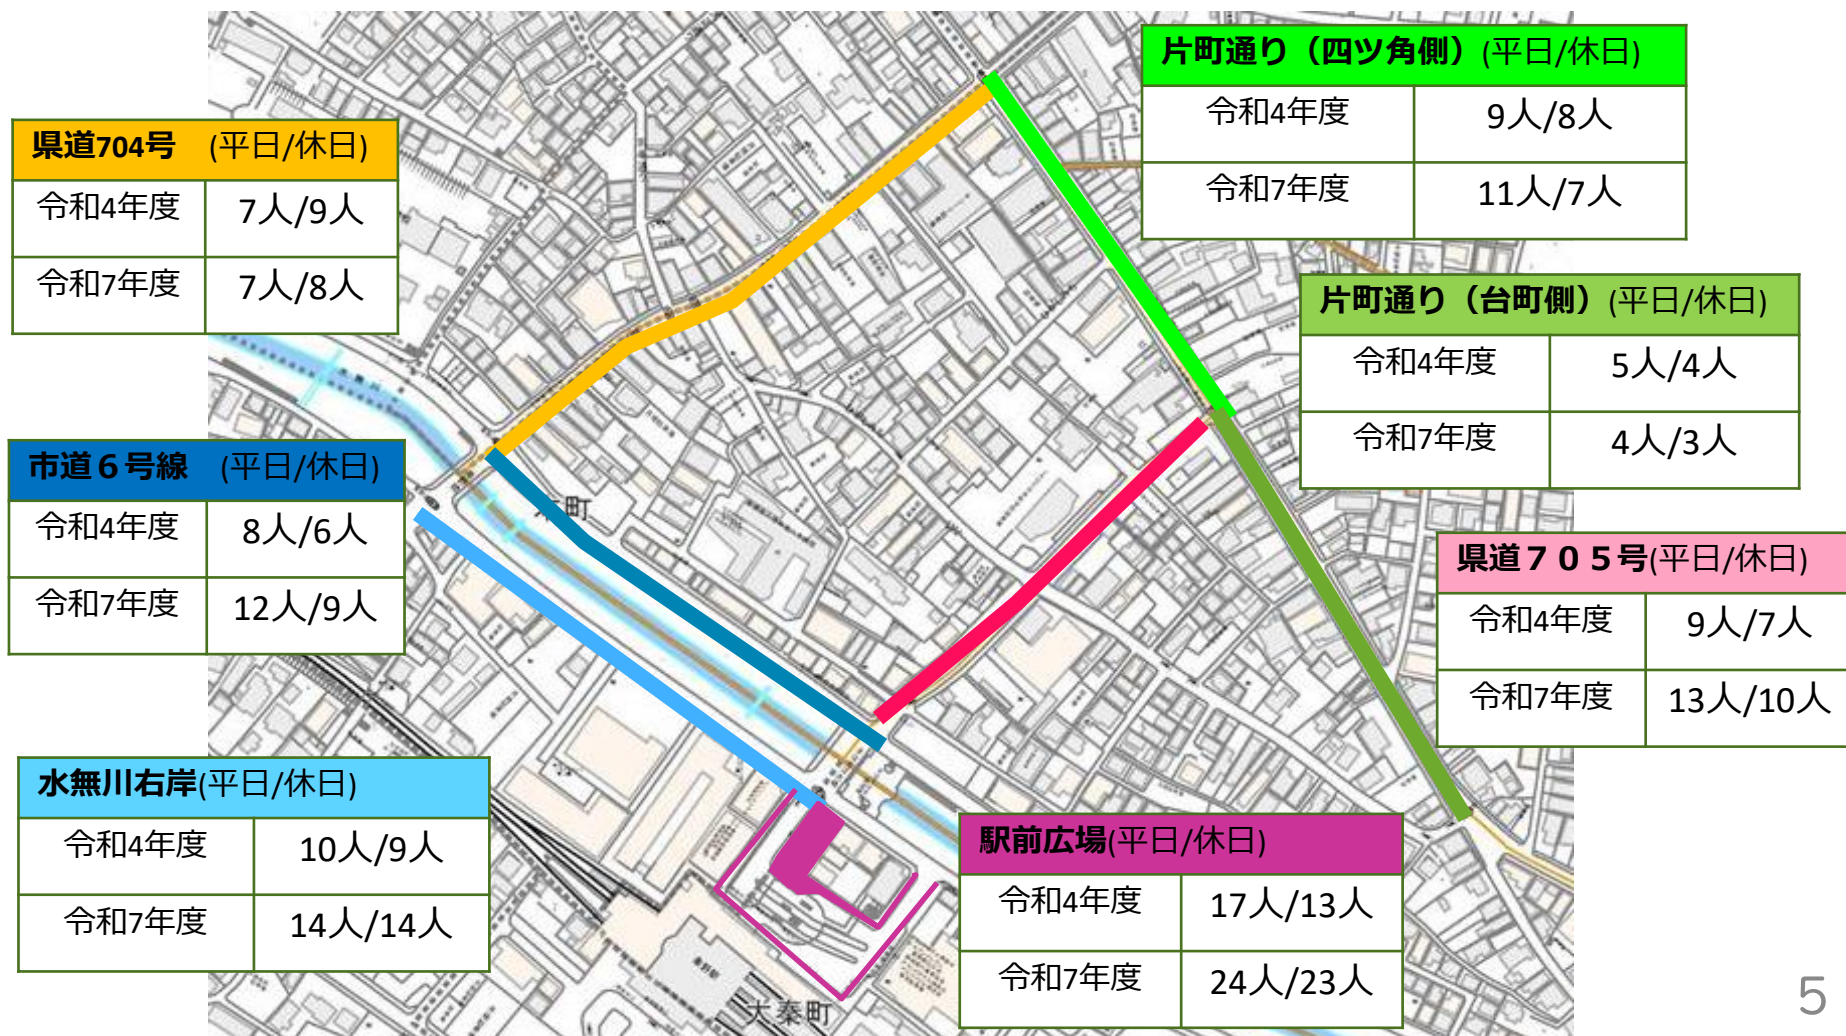 片町通り（四ツ角側）(平日/休日)
令和4年度 9人/8人
令和7年度 11人/7人
県道704号 (平日/休日)
令和4年度 7人/9人
令和7年度 7人/8人
片町通り（台町側）(平日/休日)
令和4年度 5人/4人
令和7年度 4人/3人
市道６号線 (平日/休日)
令和4年度 8人/6人
令和7年度 12人/9人
県道７０５号(平日/休日)
令和4年度 9人/7人
令和7年度 13人/10人
水無川右岸(平日/休日)
令和4年度 10人/9人
令和7年度 14人/14人
駅前広場(平日/休日)
令和4年度 17人/13人
令和7年度 24人/23人
大秦町
5